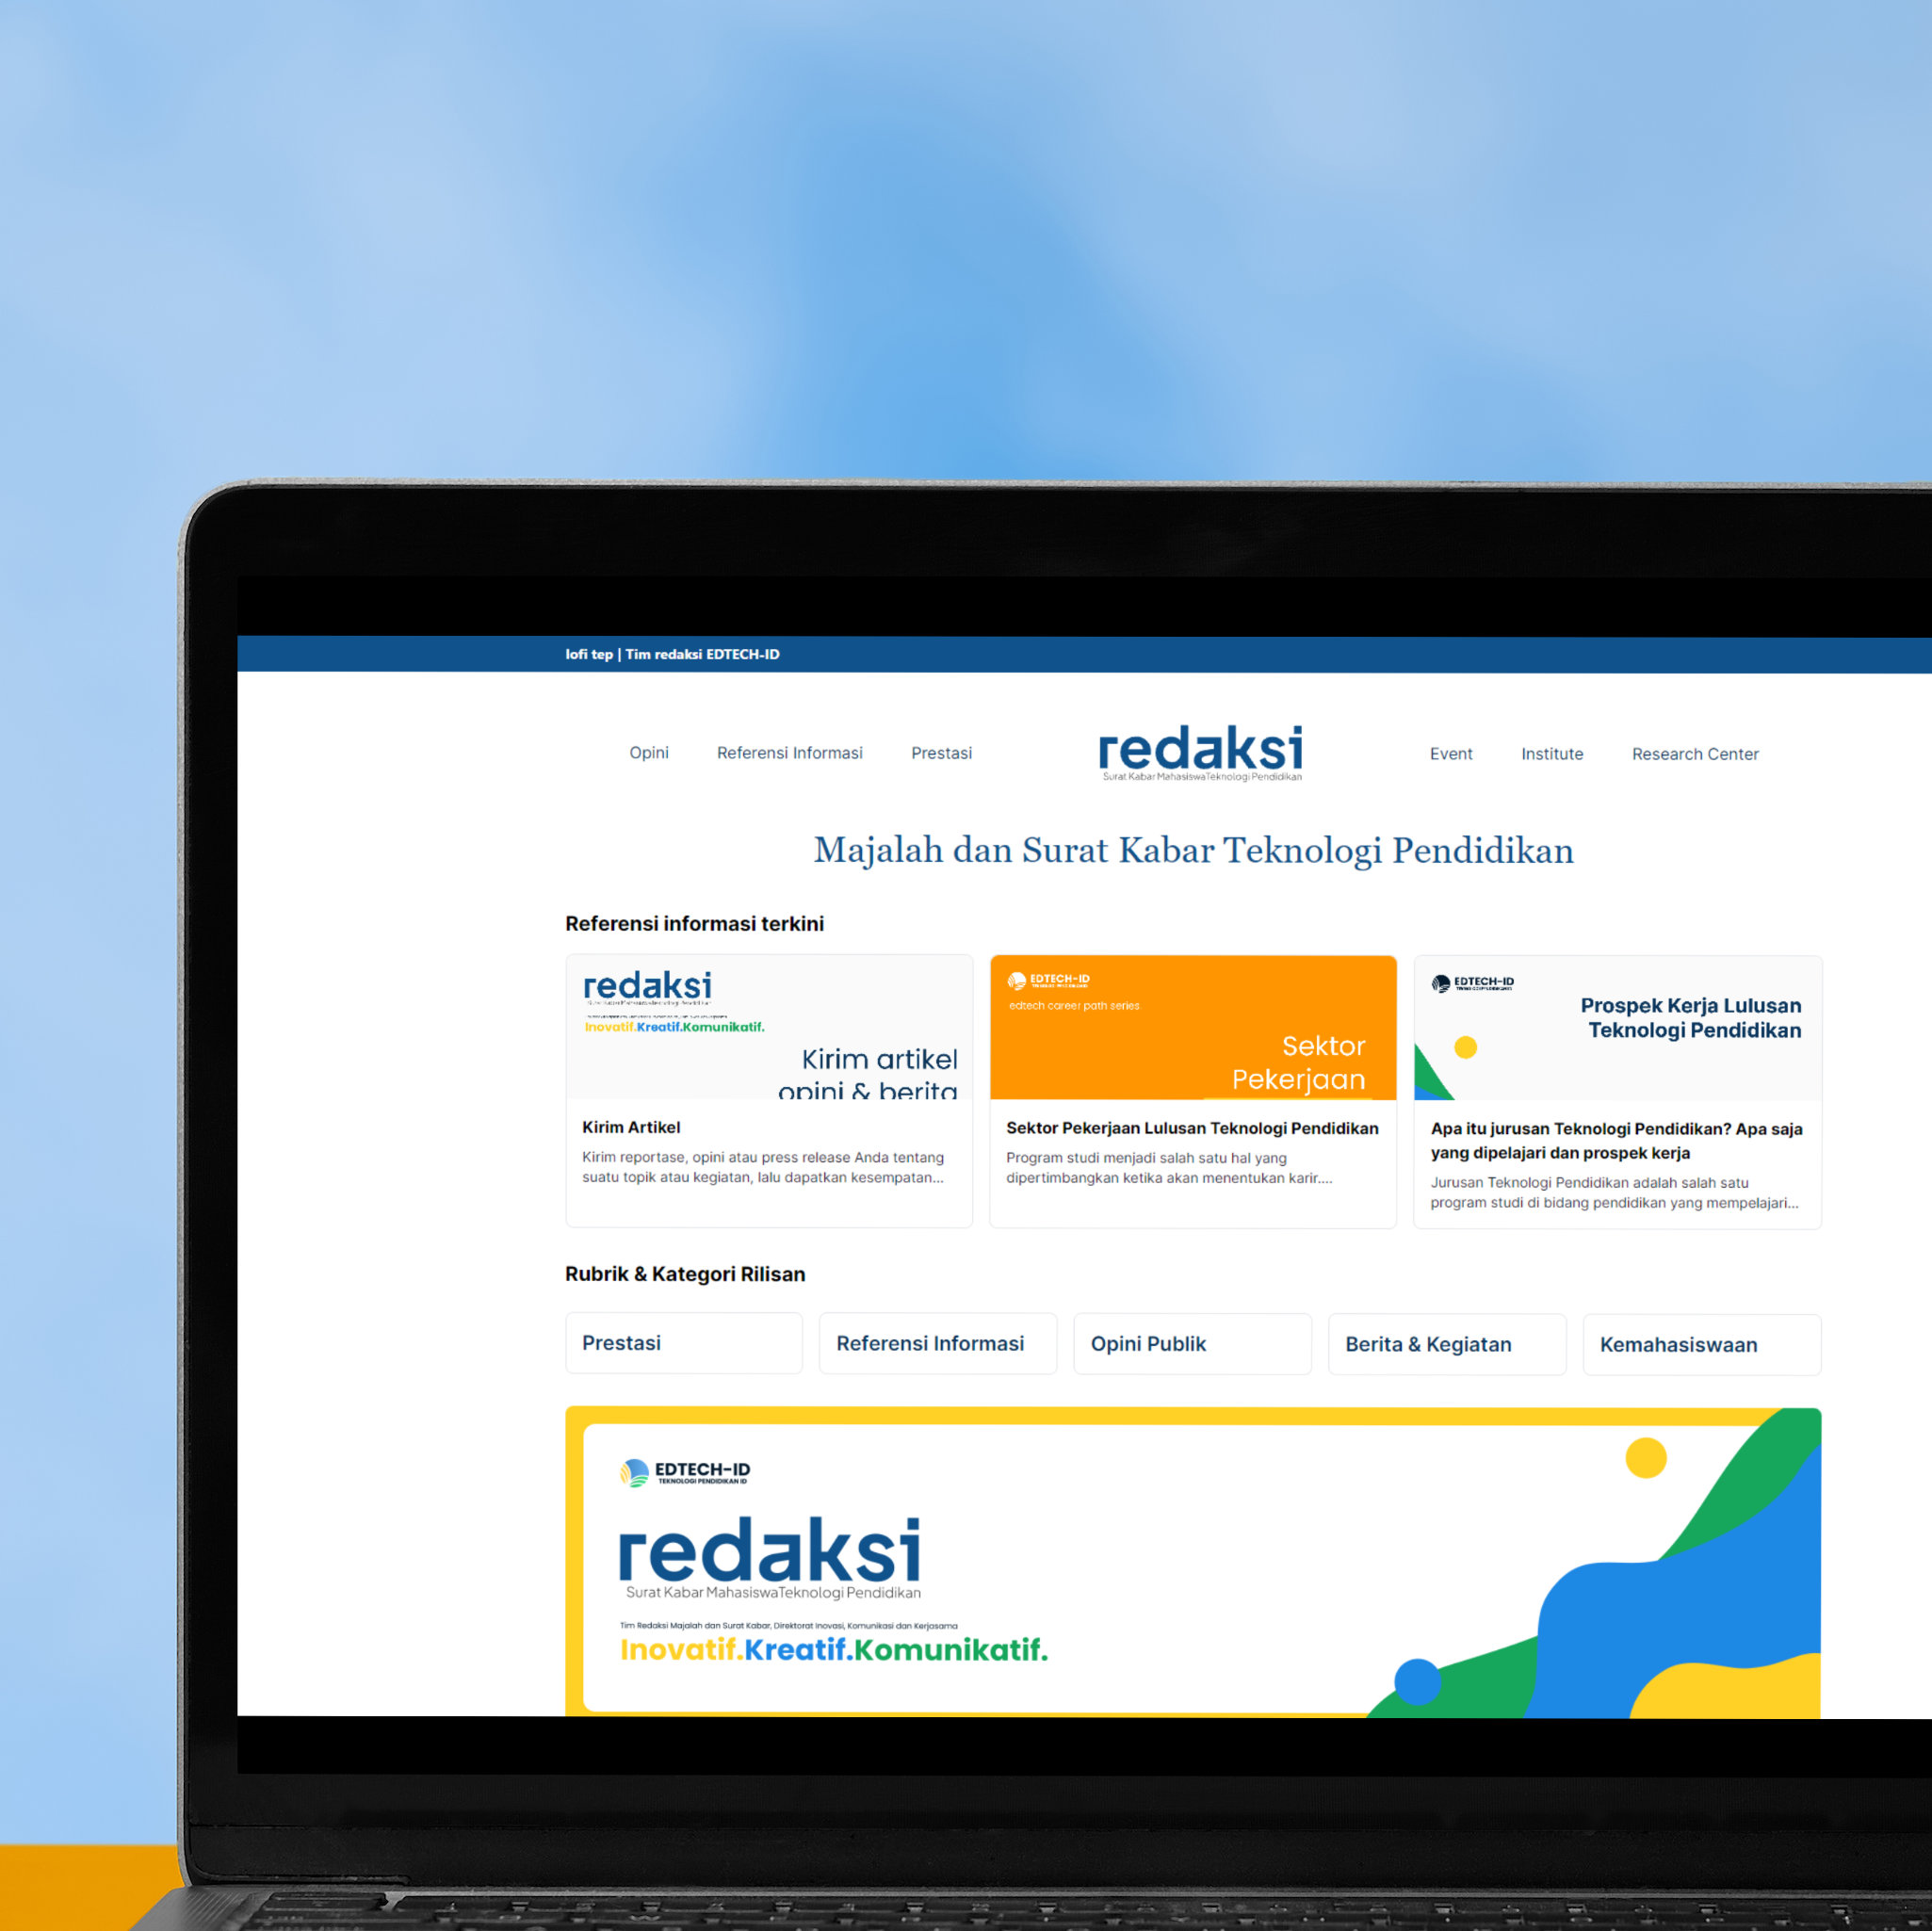 lofi tep | Tim redaksi EDTECH-ID
Opini Referensi Informasi Prestasi
redaksi
Surat Kabar MahasiswaTeknologi Pendidikan
Event Institute Research Center
Majalah dan Surat Kabar Teknologi Pendidikan
Referensi informasi terkini
redaksi
Inovatif.Kreatif.Komunikatif.
Kirim artikel
opini & berita
Kirim Artikel
Kirim reportase, opini atau press release Anda tentang
suatu topik atau kegiatan, lalu dapatkan kesempatan...
EDTECH-ID
edtech career path series
Sektor
Pekerjaan
Sektor Pekerjaan Lulusan Teknologi Pendidikan
Program studi menjadi salah satu hal yang
dipertimbangkan ketika akan menentukan karir....
EDTECH-ID
Prospek Kerja Lulusan
Teknologi Pendidikan
Apa itu jurusan Teknologi Pendidikan? Apa saja
yang dipelajari dan prospek kerja
Jurusan Teknologi Pendidikan adalah salah satu
program studi di bidang pendidikan yang mempelajari...
Rubrik & Kategori Rilisan
Prestasi
Referensi Informasi
Opini Publik
Berita & Kegiatan
Kemahasiswaan
EDTECH-ID
TEKNOLOGI PENDIDIKAN ID
redaksi
Surat Kabar MahasiswaTeknologi Pendidikan
Tim Redaksi Majalah dan Surat Kabar, Direktorat Inovasi, Komunikasi dan Kerjasama
Inovatif.Kreatif.Komunikatif.